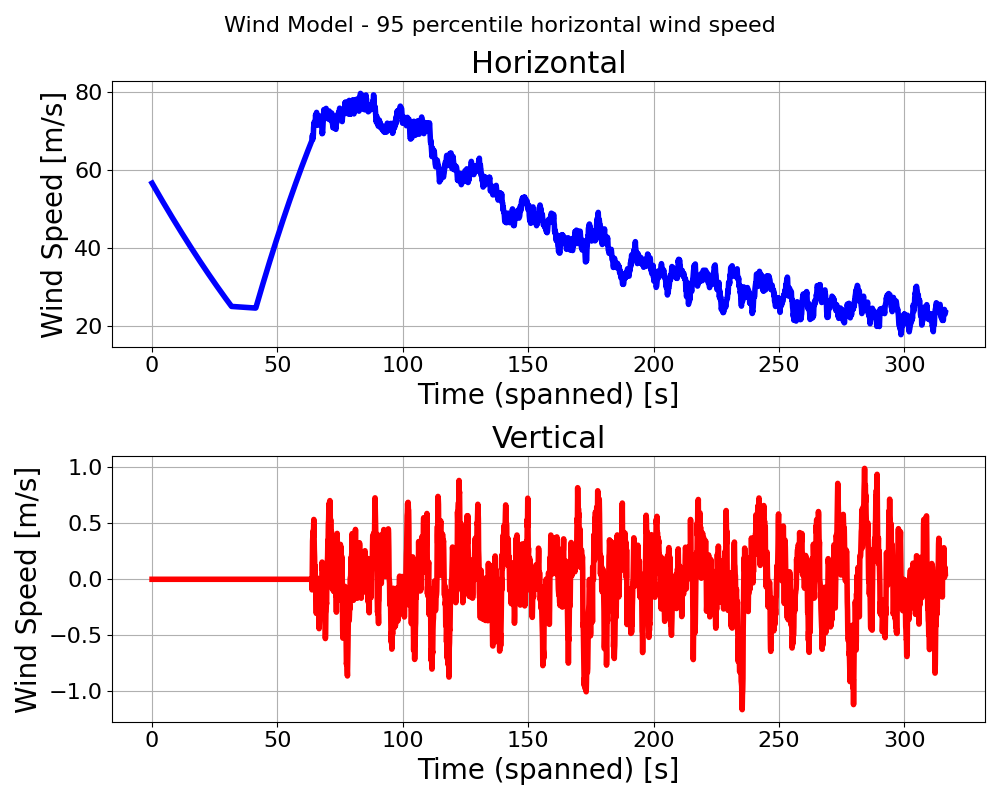 Wind Model - 95 percentile horizontal wind speed
Horizontal
Wind Speed [m/s]
80
60
40
20
0 50 100 150 200 250 300
Time (spanned) [s]
Vertical
Wind Speed [m/s]
1.0
0.5
0.0
−0.5
−1.0
0 50 100 150 200 250 300
Time (spanned) [s]